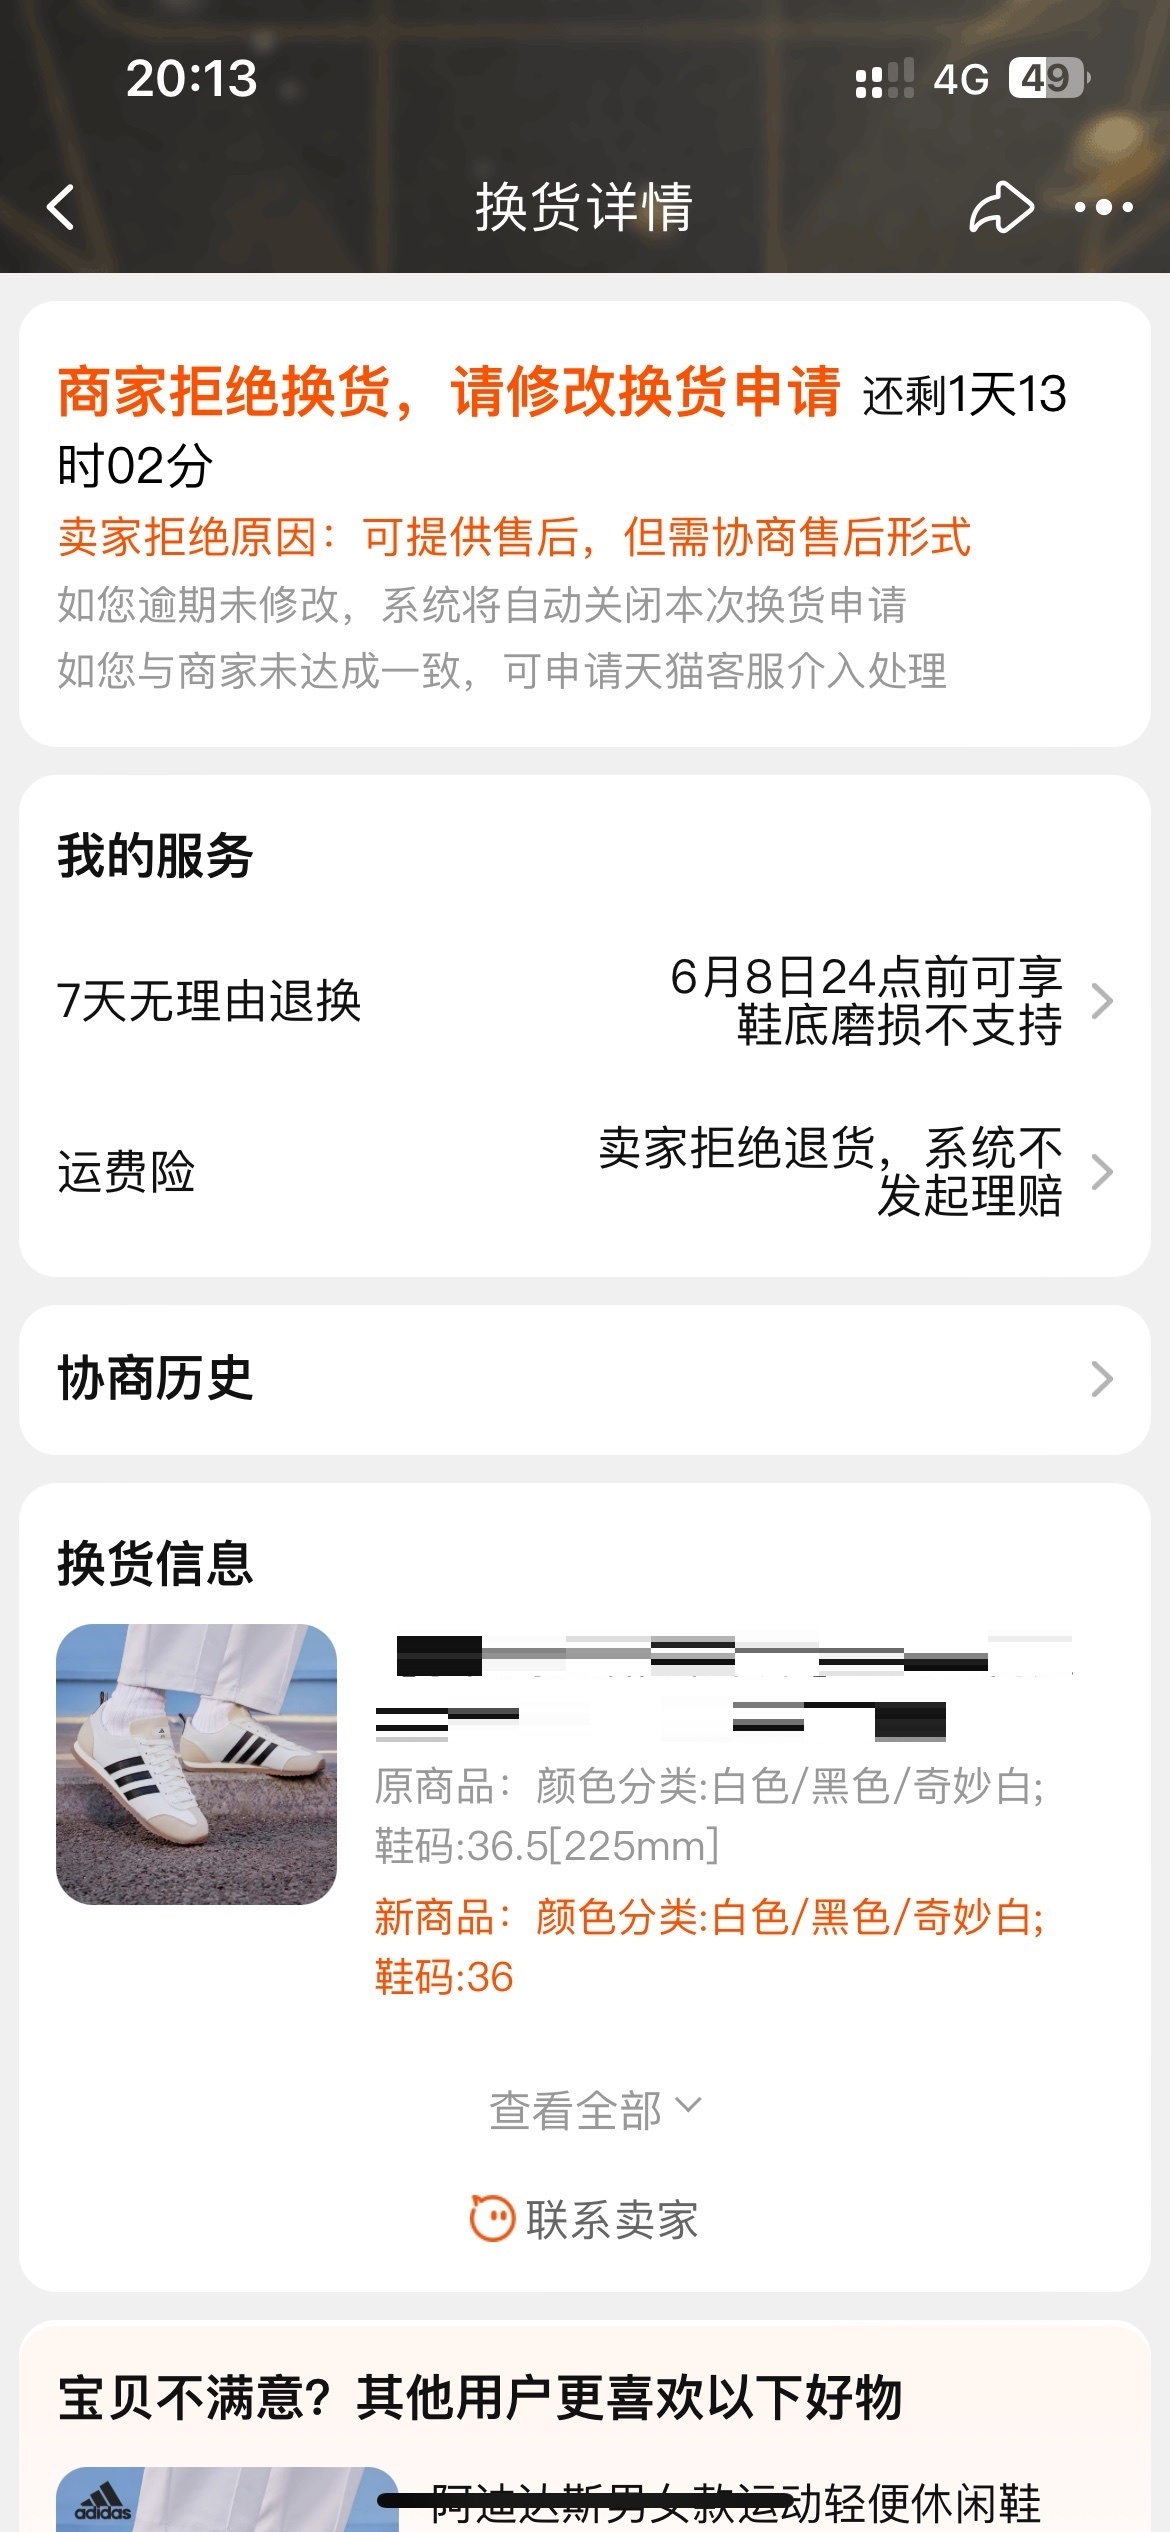 20:13
4G 49
换货详情
商家拒绝换货，请修改换货申请 还剩1天13
时02分
卖家拒绝原因：可提供售后，但需协商售后形式
如您逾期未修改，系统将自动关闭本次换货申请
如您与商家未达成一致，可申请天猫客服介入处理
我的服务
7天无理由退换
6月8日24点前可享
鞋底磨损不支持
运费险
卖家拒绝退货，系统不
发起理赔
协商历史
换货信息
原商品：颜色分类:白色/黑色/奇妙白;
鞋码:36.5[225mm]
新商品：颜色分类:白色/黑色/奇妙白;
鞋码:36
查看全部
联系卖家
宝贝不满意？其他用户更喜欢以下好物
adidas
阿迪达斯男女款运动轻便休闲鞋